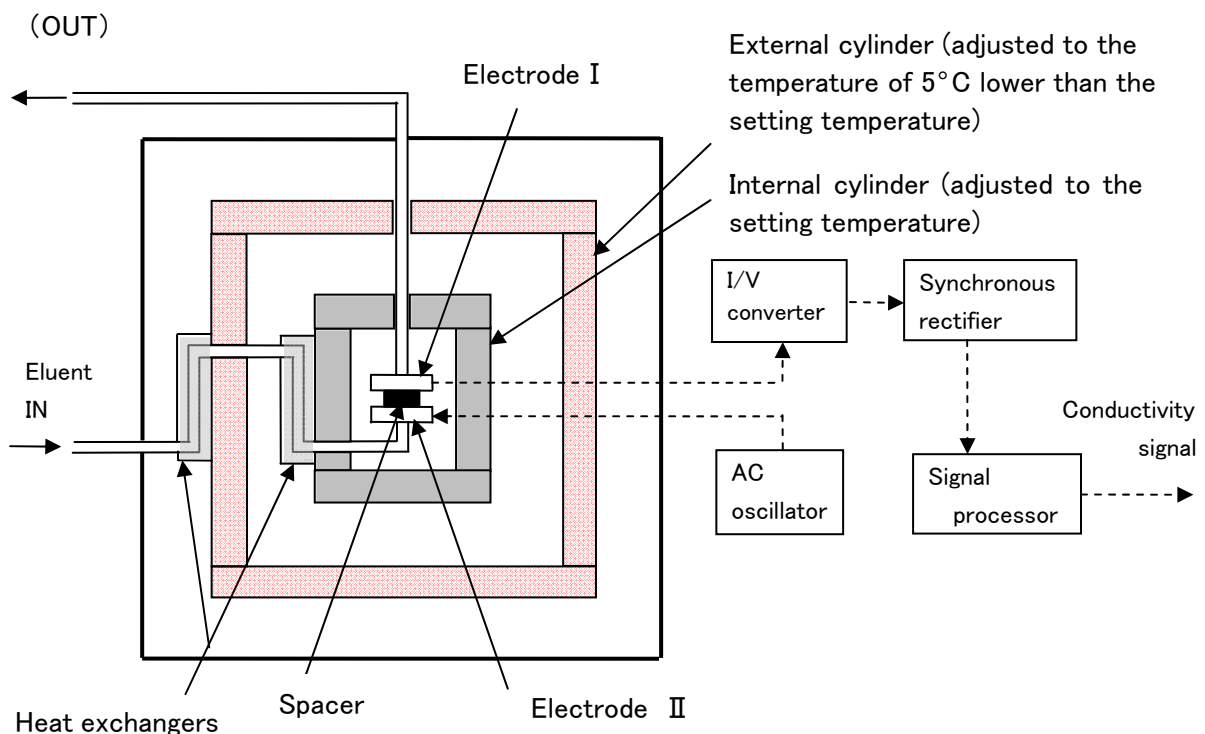 (OUT)
Electrode Ⅰ
External cylinder (adjusted to the
temperature of 5°C lower than the
setting temperature)
Internal cylinder (adjusted to the
setting temperature)
I/V
converter
Synchronous
rectifier
Eluent
IN
Conductivity
signal
AC
oscillator
Signal
processor
Spacer
Electrode Ⅱ
Heat exchangers